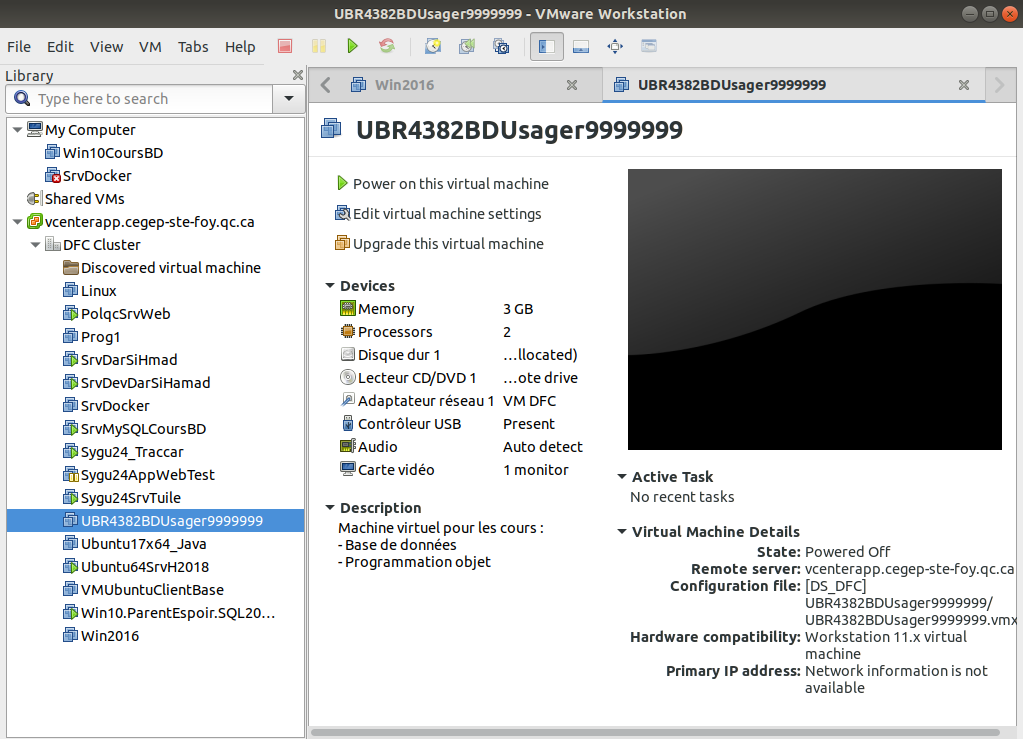 UBR4382BDUsager9999999 - VMware Workstation
File Edit View VM Tabs Help
Library
Type here to search
My Computer
Win10CoursBD
SrvDocker
Shared VMs
vcenterapp.cegep-ste-foy.qc.ca
DFC Cluster
Discovered virtual machine
Linux
PolqcSrvWeb
Prog1
SrvDarSiHmad
SrvDevDarSiHamad
SrvDocker
SrvMySQLCoursBD
Sygu24_Traccar
Sygu24AppWebTest
Sygu24SrvTuile
UBR4382BDUsager9999999
Ubuntu17x64_Java
Ubuntu64SrvH2018
VMUbuntuClientBase
Win10.ParentEspoir.SQL20...
Win2016
Win2016
UBR4382BDUsager9999999
UBR4382BDUsager9999999
Power on this virtual machine
Edit virtual machine settings
Upgrade this virtual machine
Devices
Memory 3 GB
Processors 2
Disque dur 1 ...llocated)
Lecteur CD/DVD 1 ...ote drive
Adaptateur réseau 1 VM DFC
Contrôleur USB Present
Audio Auto detect
Carte vidéo 1 monitor
Description
Machine virtuel pour les cours :
- Base de données
- Programmation objet
Active Task
No recent tasks
Virtual Machine Details
State: Powered Off
Remote server: vcenterapp.cegep-ste-foy.qc.ca
Configuration file: [DS_DFC]
UBR4382BDUsager9999999/
UBR4382BDUsager9999999.vmx
Hardware compatibility: Workstation 11.x virtual
machine
Primary IP address: Network information is not
available